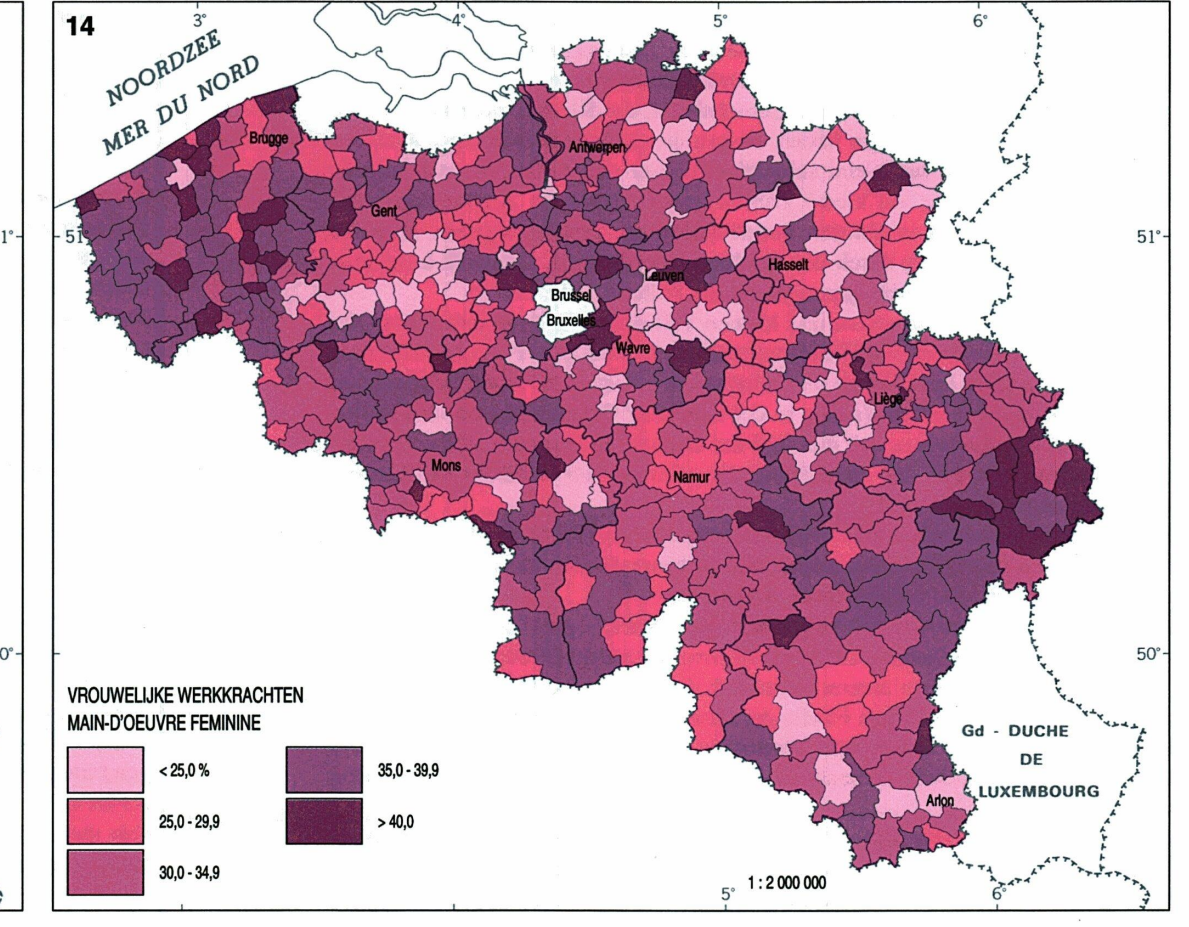 3°
4°
5°
6°
14
NOORDZEE
MER DU NORD
Brugge
Antwerpen
Gent
1°
51°
51°
Hasselt
Leuven
Brussel
Bruxelles
Wavre
Liège
Mons
Namur
0°
50°
VROUWELIJKE WERKKRACHTEN
MAIN-D'OEUVRE FEMININE
< 25,0 %
35,0 - 39,9
25,0 - 29,9
> 40,0
30,0 - 34,9
Gd - DUCHE
DE
LUXEMBOURG
Arlon
1 : 2 000 000
5°
6°